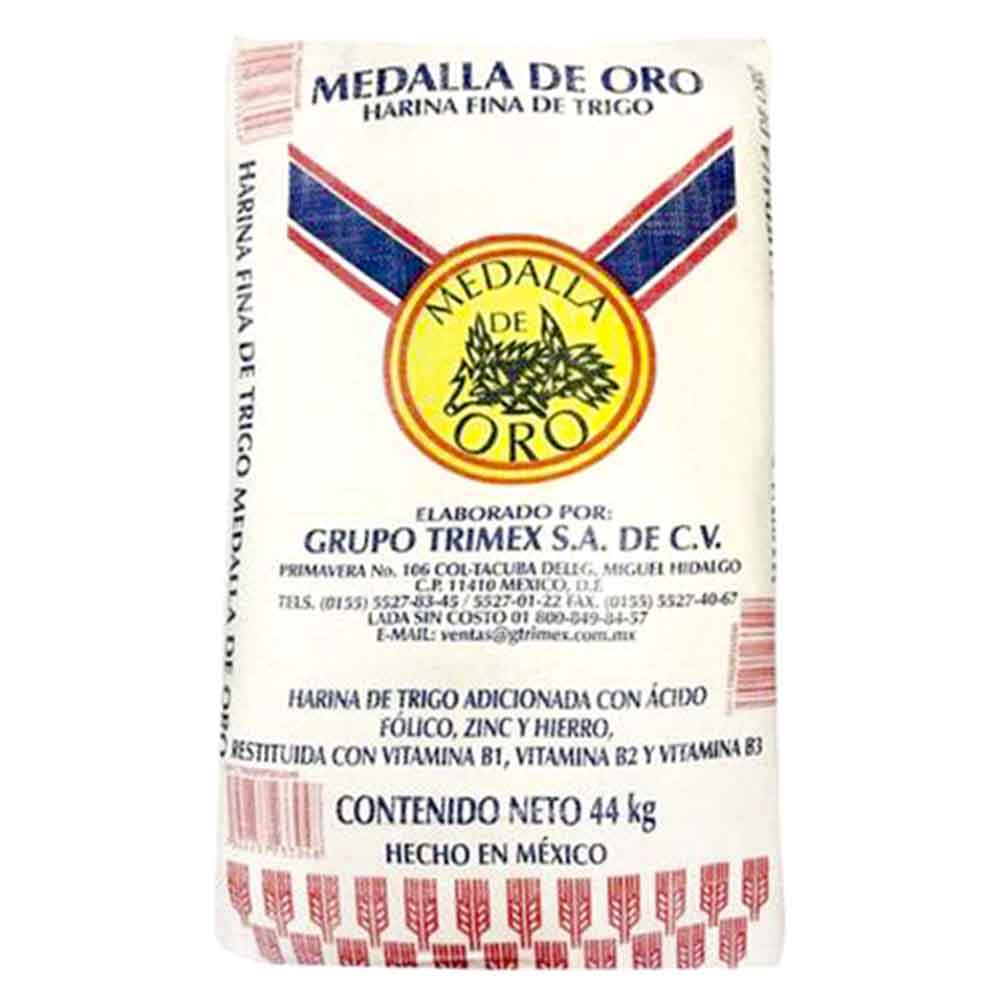 MEDALLA DE ORO
HARINA FINA DE TRIGO
MEDALLA
DE
ORO
ELABORADO POR:
GRUPO TRIMEX S.A. DE C.V.
PRIMAVERA No. 106 COL-TACUBA DELEG. MIGUEL HIDALGO
C.P. 11410 MEXICO, D.F.
TELS. (0155) 5527-83-45 / 5527-01-22 FAX. (0155) 5527-40-67
LADA SIN COSTO 01 800-849-84-57
E-MAIL: ventas@gtrimex.com.mx
HARINA DE TRIGO ADICIONADA CON ÁCIDO
FÓLICO, ZINC Y HIERRO,
RESTITUIDA CON VITAMINA B1, VITAMINA B2 Y VITAMINA B3
CONTENIDO NETO 44 kg
HECHO EN MÉXICO
HARINA FINA DE TRIGO MEDALLA DE ORO